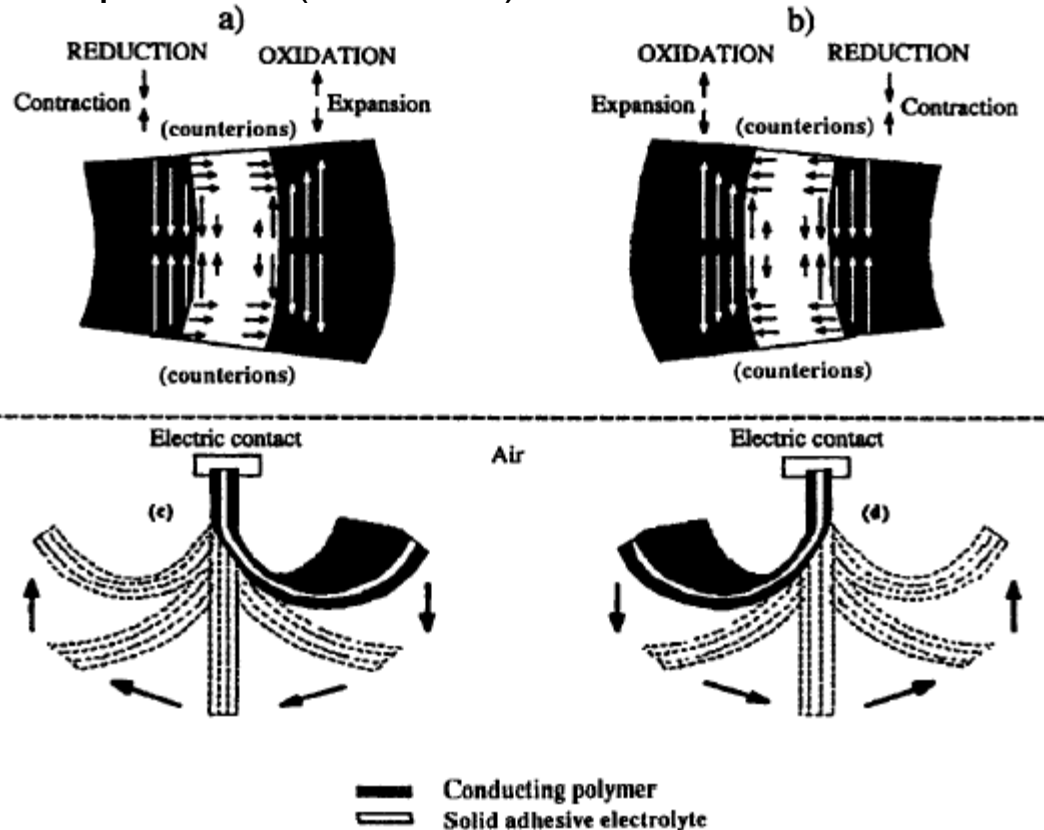 a)
b)
REDUCTION OXIDATION
OXIDATION REDUCTION
Contraction Expansion
Expansion Contraction
(counterions)
(counterions)
(counterions)
(counterions)
Electric contact
Air
Electric contact
(c)
(d)
Conducting polymer
Solid adhesive electrolyte